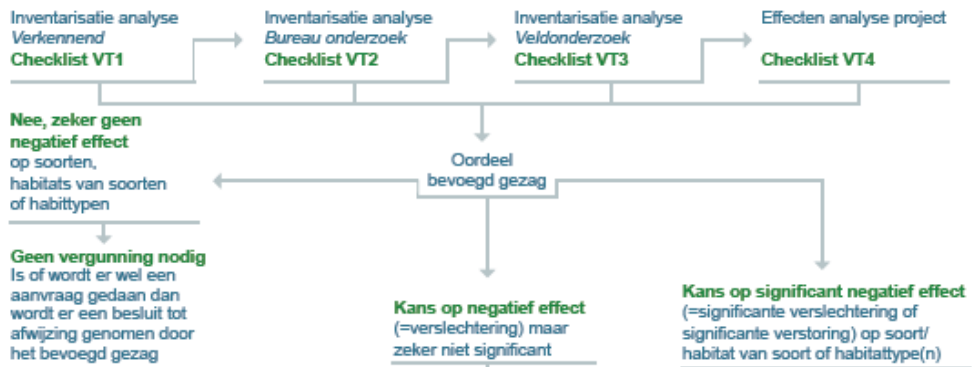 Inventarisatie analyse
Verkennend
Checklist VT1
Inventarisatie analyse
Bureau onderzoek
Checklist VT2
Inventarisatie analyse
Veldonderzoek
Checklist VT3
Effecten analyse project
Checklist VT4
Nee, zeker geen
negatief effect
op soorten,
habitats van soorten
of habittypen
Oordeel
bevoegd gezag
Geen vergunning nodig
Is of wordt er wel een
aanvraag gedaan dan
wordt er een besluit tot
afwijzing genomen door
het bevoegd gezag
Kans op negatief effect
(=verslechtering) maar
zeker niet significant
Kans op significant negatief effect
(=significante verslechtering of
significante verstoring) op soort/
habitat van soort of habitattype(n)